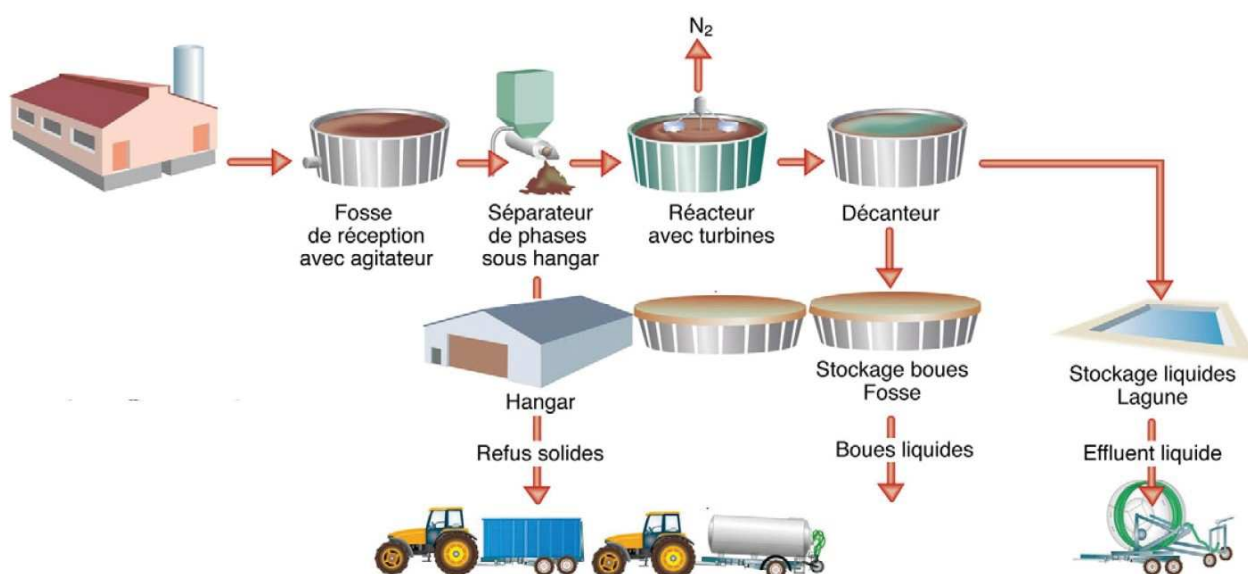 N₂
Fosse
de réception
avec agitateur
Séparateur
de phases
sous hangar
Réacteur
avec turbines
Décanteur
Hangar
Stockage boues
Fosse
Stockage liquides
Lagune
Refus solides
Boues liquides
Effluent liquide